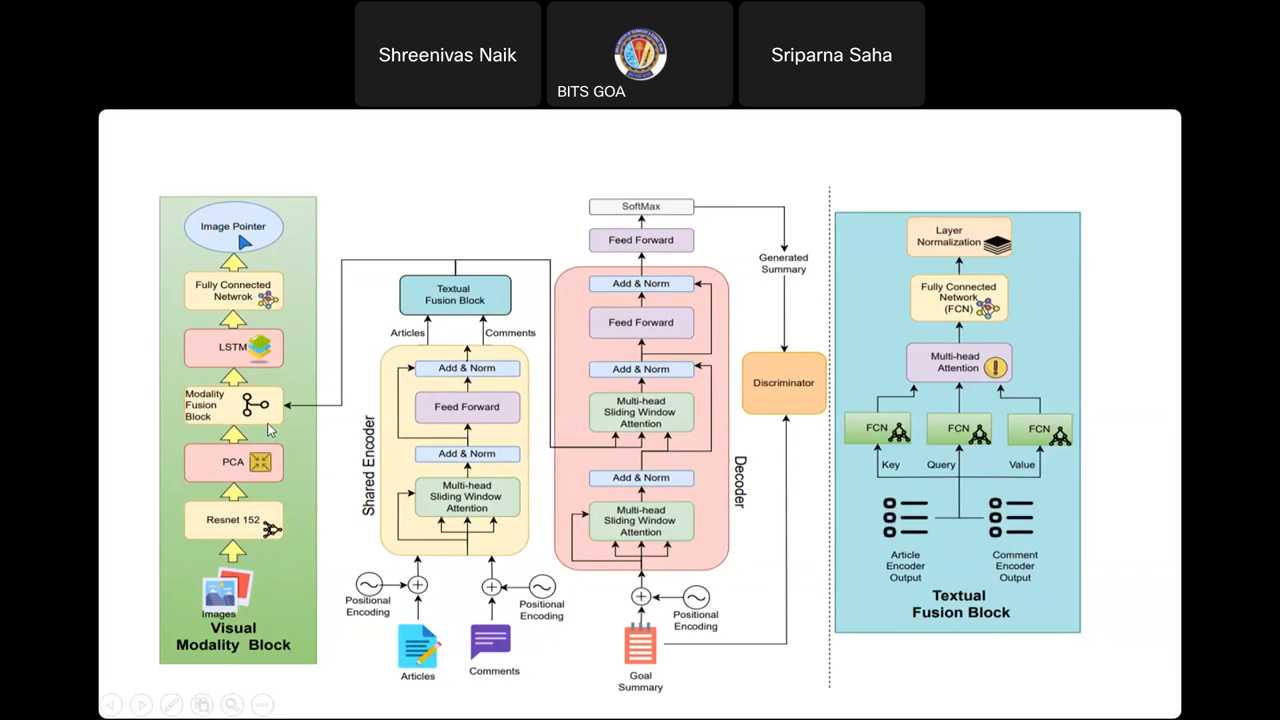 Shreenivas Naik
BITS GOA
Sriparna Saha
Image Pointer
Fully Connected
Netwrok
LSTM
Modality
Fusion
Block
PCA
Resnet 152
Images
Visual
Modality Block
Textual
Fusion Block
Articles
Comments
Shared Encoder
Add & Norm
Feed Forward
Add & Norm
Multi-head
Sliding Window
Attention
Positional
Encoding
Positional
Encoding
Articles
Comments
SoftMax
Feed Forward
Add & Norm
Feed Forward
Add & Norm
Multi-head
Sliding Window
Attention
Add & Norm
Multi-head
Sliding Window
Attention
Decoder
Positional
Encoding
Goal
Summary
Generated
Summary
Discriminator
Layer
Normalization
Fully Connected
Network
(FCN)
Multi-head
Attention
FCN
FCN
FCN
Key
Query
Value
Article
Encoder
Output
Comment
Encoder
Output
Textual
Fusion Block